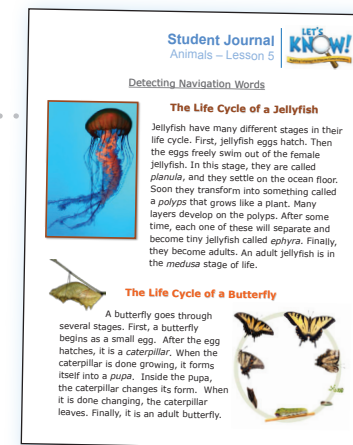 Student Journal
Animals – Lesson 5
LET'S
KNOW!
Detecting Navigation Words
The Life Cycle of a Jellyfish
Jellyfish have many different stages in their
life cycle. First, jellyfish eggs hatch. Then
the eggs freely swim out of the female
jellyfish. In this stage, they are called
planula, and they settle on the ocean floor.
Soon they transform into something called
a polyps that grows like a plant. Many
layers develop on the polyps. After some
time, each one of these will separate and
become tiny jellyfish called ephyra. Finally,
they become adults. An adult jellyfish is in
the medusa stage of life.
The Life Cycle of a Butterfly
A butterfly goes through
several stages. First, a butterfly
begins as a small egg. After the egg
hatches, it is a caterpillar. When the
caterpillar is done growing, it forms
itself into a pupa. Inside the pupa,
the caterpillar changes its form. When
it is done changing, the caterpillar
leaves. Finally, it is an adult butterfly.